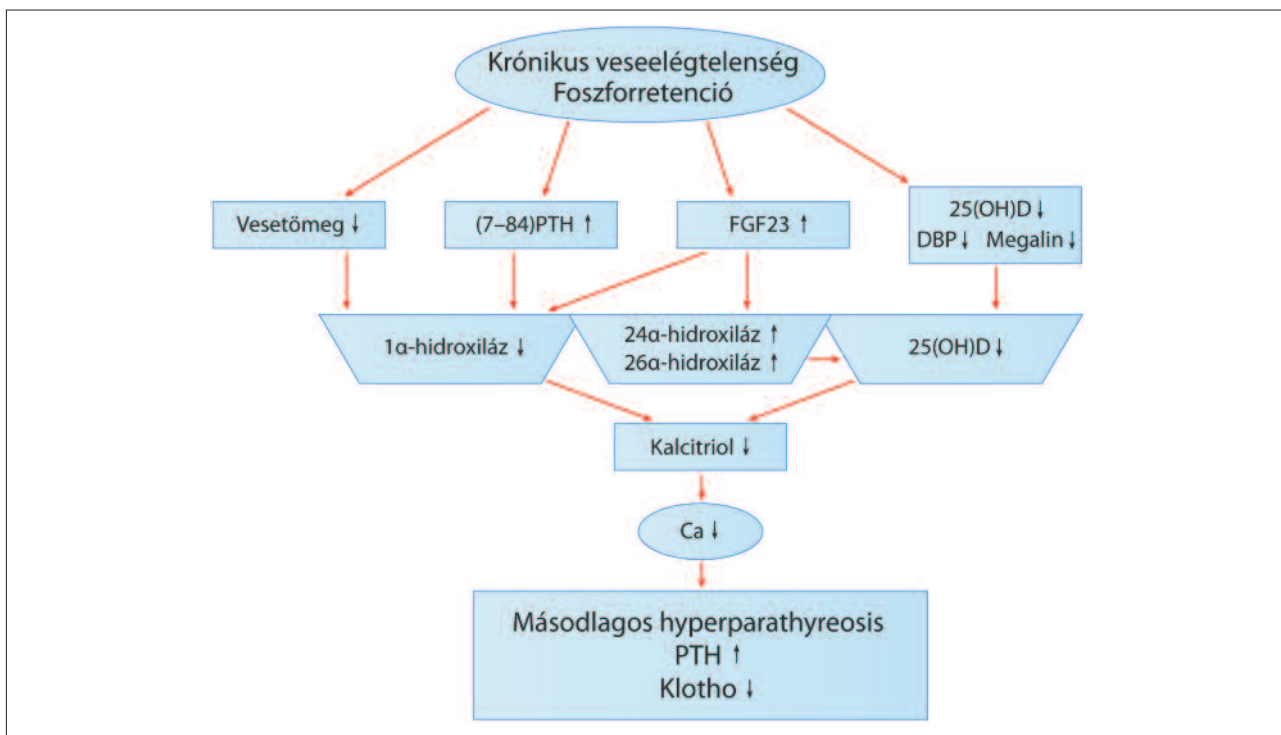 Krónikus veseelégtelenség
Foszforretenció
Vesetömeg ↓
(7–84)PTH ↑
FGF23 ↑
25(OH)D ↓
DBP ↓ Megalin ↓
1α-hidroxiláz ↓
24α-hidroxiláz ↑
26α-hidroxiláz ↑
25(OH)D ↓
Kalcitriol ↓
Ca ↓
Másodlagos hyperparathyreosis
PTH ↑
Klotho ↓